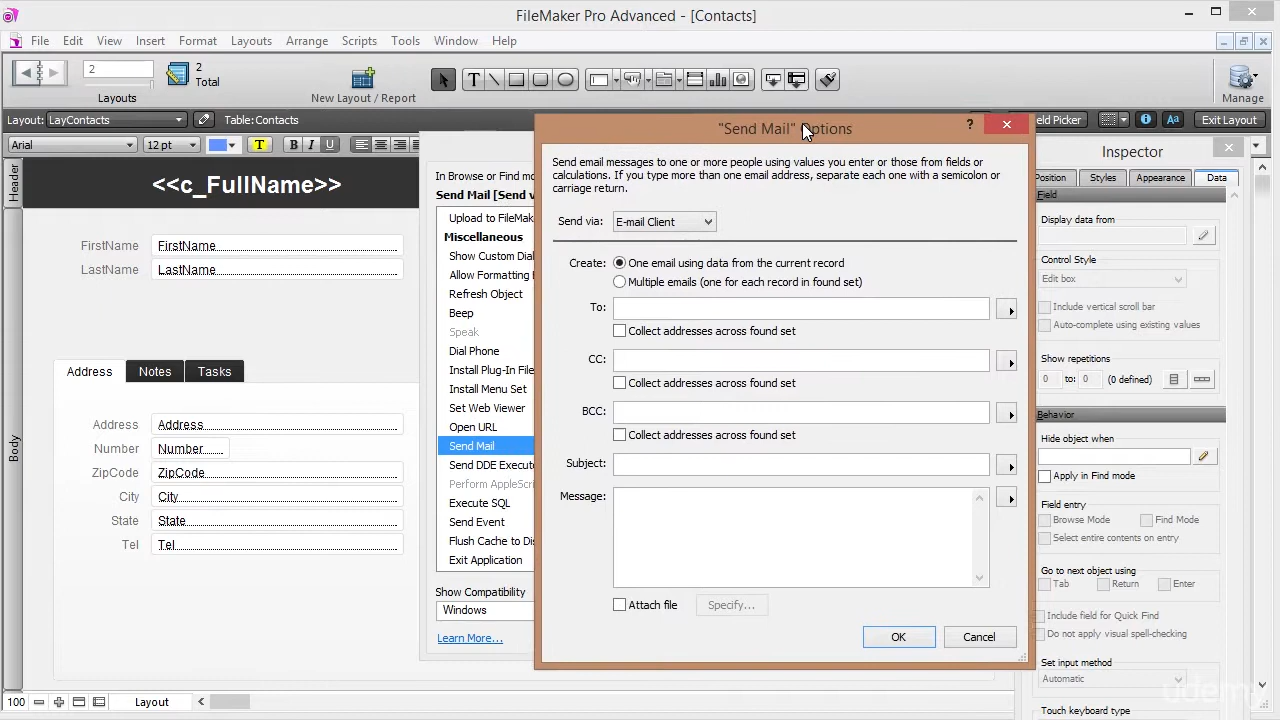 FileMaker Pro Advanced - [Contacts]
File Edit View Insert Format Layouts Arrange Scripts Tools Window Help
2
2
Total
Layouts
New Layout / Report
Manage
Layout: LayContacts
Table: Contacts
Field Picker
Aa
Exit Layout
Arial
12 pt
T
B I U
Header
<<c_FullName>>
FirstName FirstName
LastName LastName
Address Notes Tasks
Body
Address Address
Number Number
ZipCode ZipCode
City City
State State
Tel Tel
100
Layout
In Browse or Find mo
Send Mail [Send v
Upload to FileMak
Miscellaneous
Show Custom Dia
Allow Formatting
Refresh Object
Beep
Speak
Dial Phone
Install Plug-In File
Install Menu Set
Set Web Viewer
Open URL
Send Mail
Send DDE Execut
Perform AppleScri
Execute SQL
Send Event
Flush Cache to Di
Exit Application
Show Compatibility
Windows
Learn More...
"Send Mail" Options
?
Send email messages to one or more people using values you enter or those from fields or
calculations. If you type more than one email address, separate each one with a semicolon or
carriage return.
Send via: E-mail Client
Create: One email using data from the current record
Multiple emails (one for each record in found set)
To:
Collect addresses across found set
CC:
Collect addresses across found set
BCC:
Collect addresses across found set
Subject:
Message:
Attach file Specify...
OK Cancel
Inspector
Position Styles Appearance Data
Field
Display data from
Control Style
Edit box
Include vertical scroll bar
Auto-complete using existing values
Show repetitions
0 to: 0 (0 defined)
Behavior
Hide object when
Apply in Find mode
Field entry
Browse Mode Find Mode
Select entire contents on entry
Go to next object using
Tab Return Enter
Include field for Quick Find
Do not apply visual spell-checking
Set input method
Automatic
Touch keyboard type
udemy